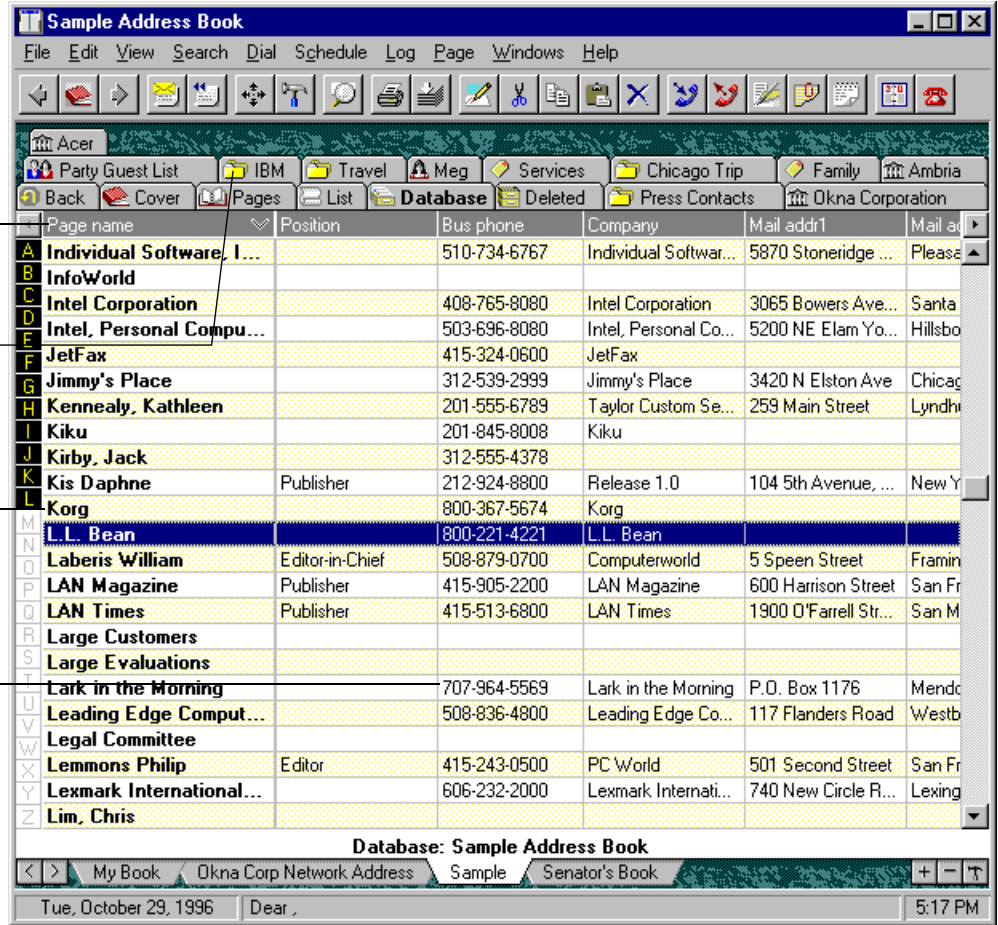 Sample Address Book
File Edit View Search Dial Schedule Log Page Windows Help
Acer
Party Guest List IBM Travel Meg Services Chicago Trip Family Ambria
Back Cover Pages List Database Deleted Press Contacts Okna Corporation
Page name Position Bus phone Company Mail addr1 Mail ad
Individual Software, I... 510-734-6767 Individual Softwar... 5870 Stoneridge ... Pleasa
InfoWorld
Intel Corporation 408-765-8080 Intel Corporation 3065 Bowers Ave... Santa
Intel, Personal Compu... 503-696-8080 Intel, Personal Co... 5200 NE Elam Yo... Hillsbo
JetFax 415-324-0600 JetFax
Jimmy's Place 312-539-2999 Jimmy's Place 3420 N Elston Ave Chicag
Kennealy, Kathleen 201-555-6789 Taylor Custom Se... 259 Main Street Lyndhu
Kiku 201-845-8008 Kiku
Kirby, Jack 312-555-4378
Kis Daphne Publisher 212-924-8800 Release 1.0 104 5th Avenue, ... New Y
Korg 800-367-5674 Korg
L.L. Bean 800-221-4221 L.L. Bean
Laberis William Editor-in-Chief 508-879-0700 Computerworld 5 Speen Street Framin
LAN Magazine Publisher 415-905-2200 LAN Magazine 600 Harrison Street San Fr
LAN Times Publisher 415-513-6800 LAN Times 1900 O'Farrell Str... San M
Large Customers
Large Evaluations
Lark in the Morning 707-964-5569 Lark in the Morning P.O. Box 1176 Mendo
Leading Edge Comput... 508-836-4800 Leading Edge Co... 117 Flanders Road Westb
Legal Committee
Lemmons Philip Editor 415-243-0500 PC World 501 Second Street San Fr
Lexmark International... 606-232-2000 Lexmark Internati... 740 New Circle R... Lexing
Lim, Chris
A
B
C
D
E
F
G
H
I
J
K
L
M
N
O
P
Q
R
S
T
U
V
W
X
Y
Z
Database: Sample Address Book
< > My Book Okna Corp Network Address Sample Senator's Book + −
Tue, October 29, 1996 Dear , 5:17 PM